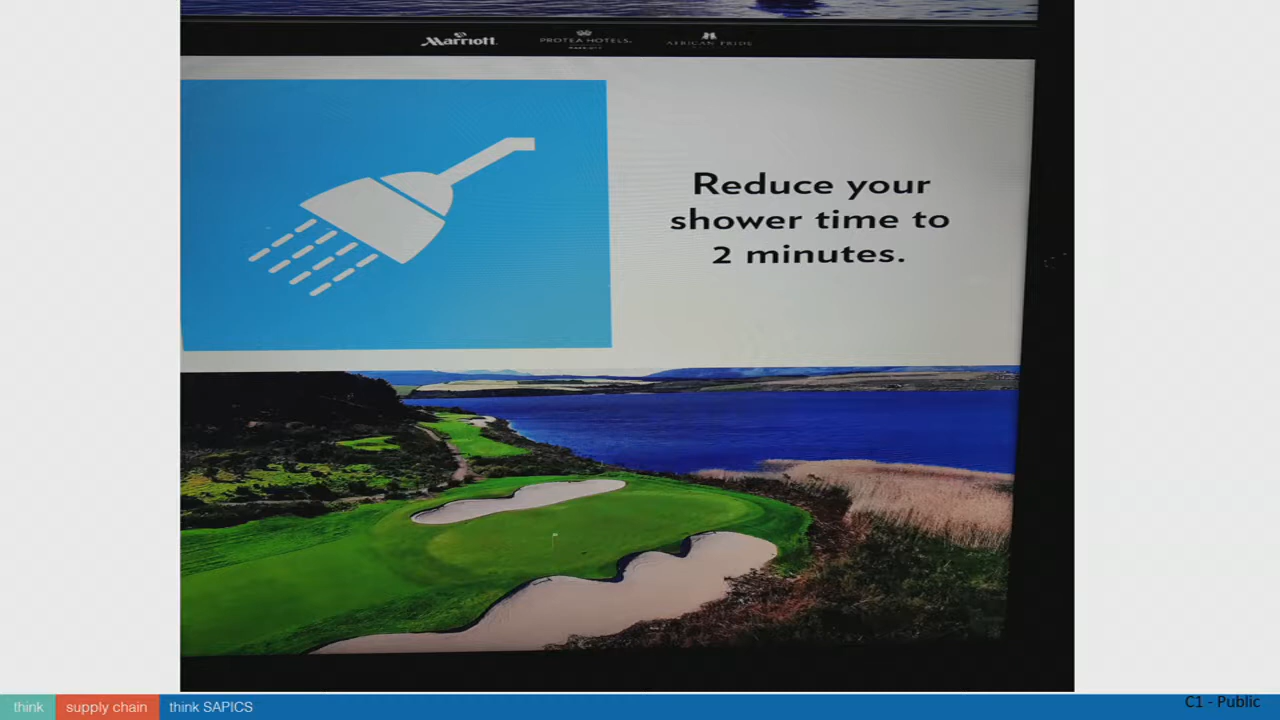 Marriott
PROTEA HOTELS.
MARRIOTT
AFRICAN PRIDE
Reduce your
shower time to
2 minutes.
think supply chain think SAPICS
C1 - Public